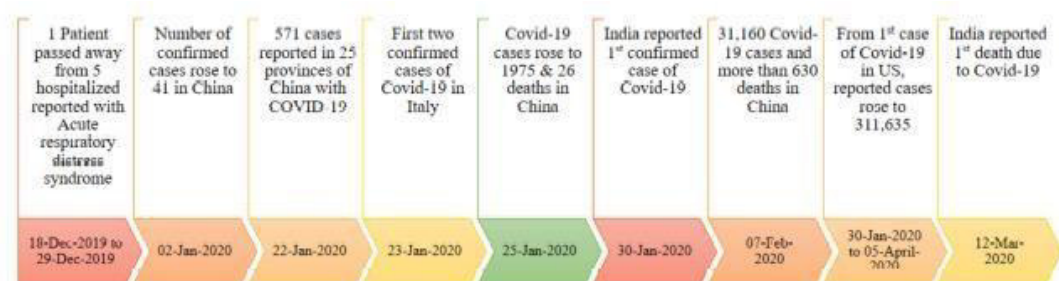 1 Patient
passed away
from 5
hospitalized
reported with
Acute
respiratory
distress
syndrome
Number of
confirmed
cases rose to
41 in China
571 cases
reported in 25
provinces of
China with
COVID-19
First two
confirmed
cases of
Covid-19 in
Italy
Covid-19
cases rose to
1975 & 26
deaths in
China
India reported
1st confirmed
case of
Covid-19
31,160 Covid-
19 cases and
more than 630
deaths in
China
From 1st case
of Covid-19
in US,
reported cases
rose to
311,635
India reported
1st death due
to Covid-19
18-Dec-2019 to
29-Dec-2019
02-Jan-2020
22-Jan-2020
23-Jan-2020
25-Jan-2020
30-Jan-2020
07-Feb-
2020
30-Jan-2020
to 05-April-
2020
12-Mar-
2020